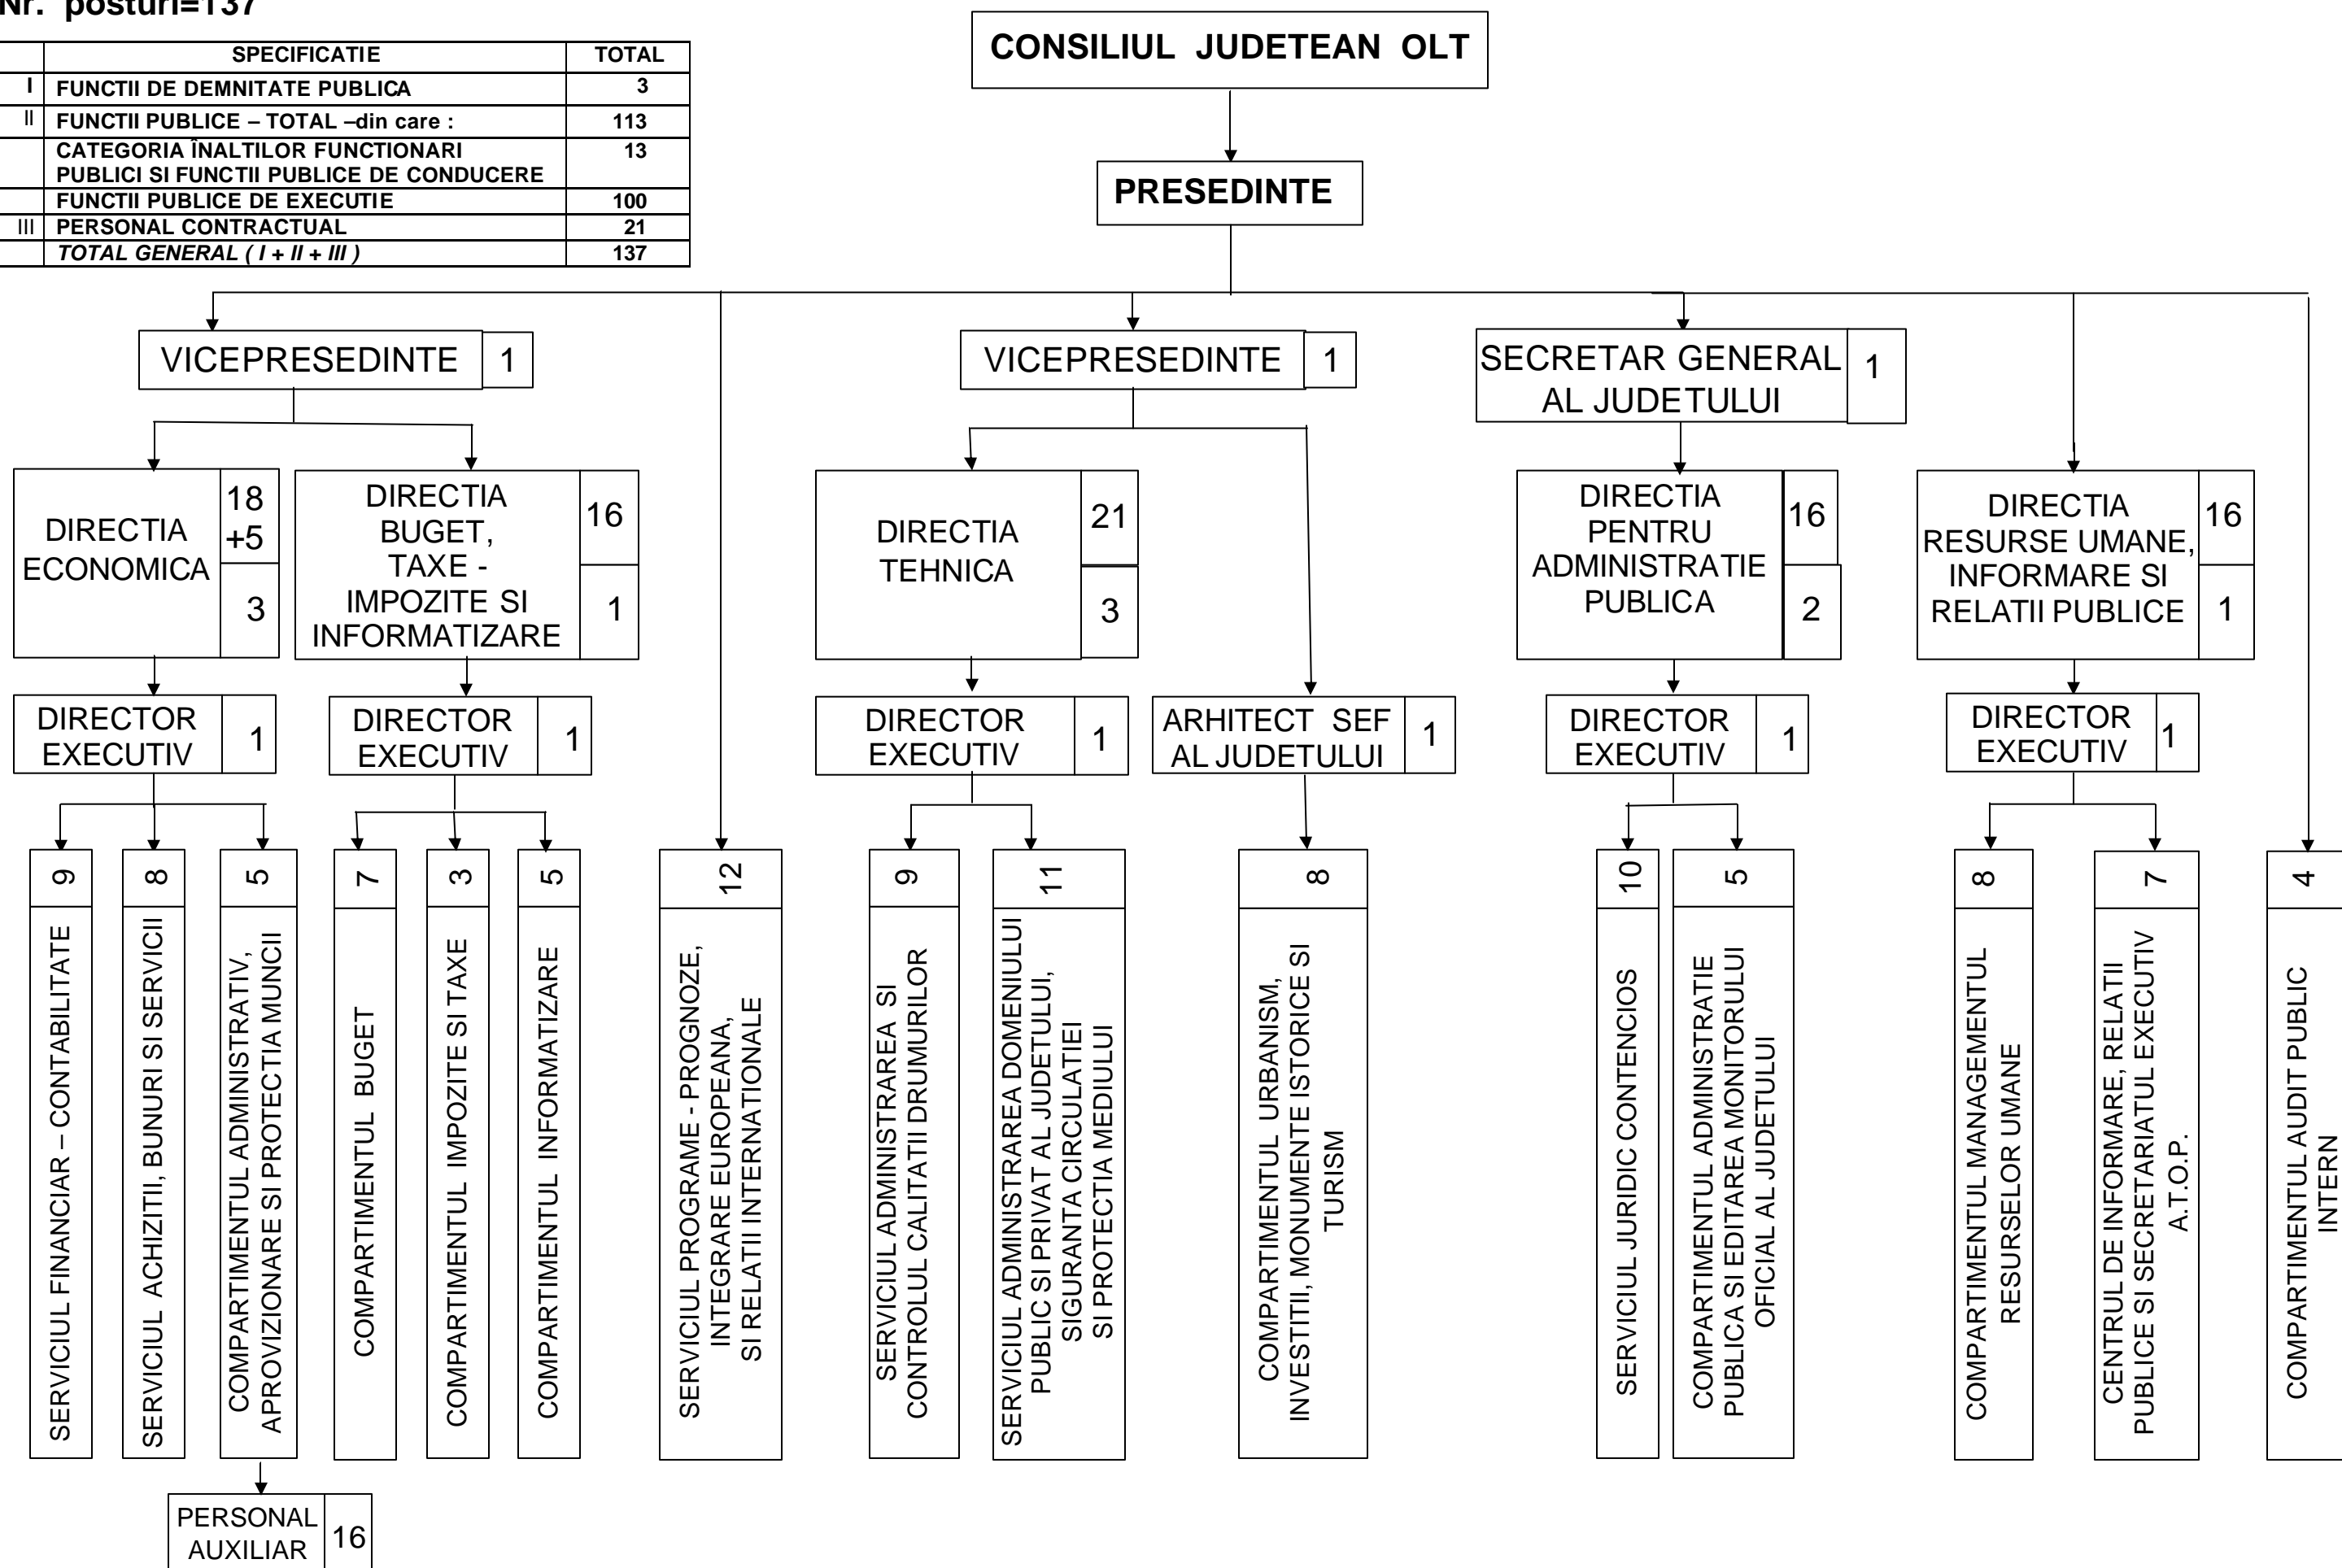 Nr. posturi=137
SPECIFICATIE TOTAL
I FUNCTII DE DEMNITATE PUBLICA 3
II FUNCTII PUBLICE – TOTAL –din care : 113
CATEGORIA ÎNALTILOR FUNCTIONARI 13
PUBLICI SI FUNCTII PUBLICE DE CONDUCERE
FUNCTII PUBLICE DE EXECUTIE 100
III PERSONAL CONTRACTUAL 21
TOTAL GENERAL ( I + II + III ) 137
CONSILIUL JUDETEAN OLT
PRESEDINTE
VICEPRESEDINTE 1
VICEPRESEDINTE 1
SECRETAR GENERAL
AL JUDETULUI
1
DIRECTIA
ECONOMICA
18
+5
3
DIRECTIA
BUGET,
TAXE -
IMPOZITE SI
INFORMATIZARE
16
1
DIRECTIA
TEHNICA
21
3
DIRECTIA
PENTRU
ADMINISTRATIE
PUBLICA
16
2
DIRECTIA
RESURSE UMANE,
INFORMARE SI
RELATII PUBLICE
16
1
DIRECTOR
EXECUTIV
1
DIRECTOR
EXECUTIV
1
DIRECTOR
EXECUTIV
1
ARHITECT SEF
AL JUDETULUI
1
DIRECTOR
EXECUTIV
1
DIRECTOR
EXECUTIV
1
9
SERVICIUL FINANCIAR – CONTABILITATE
8
SERVICIUL ACHIZITII, BUNURI SI SERVICII
5
COMPARTIMENTUL ADMINISTRATIV,
APROVIZIONARE SI PROTECTIA MUNCII
7
COMPARTIMENTUL BUGET
3
COMPARTIMENTUL IMPOZITE SI TAXE
5
COMPARTIMENTUL INFORMATIZARE
12
SERVICIUL PROGRAME - PROGNOZE,
INTEGRARE EUROPEANA,
SI RELATII INTERNATIONALE
9
SERVICIUL ADMINISTRAREA SI
CONTROLUL CALITATII DRUMURILOR
11
SERVICIUL ADMINISTRAREA DOMENIULUI
PUBLIC SI PRIVAT AL JUDETULUI,
SIGURANTA CIRCULATIEI
SI PROTECTIA MEDIULUI
8
COMPARTIMENTUL URBANISM,
INVESTITII, MONUMENTE ISTORICE SI
TURISM
10
SERVICIUL JURIDIC CONTENCIOS
5
COMPARTIMENTUL ADMINISTRATIE
PUBLICA SI EDITAREA MONITORULUI
OFICIAL AL JUDETULUI
8
COMPARTIMENTUL MANAGEMENTUL
RESURSELOR UMANE
7
CENTRUL DE INFORMARE, RELATII
PUBLICE SI SECRETARIATUL EXECUTIV
A.T.O.P.
4
COMPARTIMENTUL AUDIT PUBLIC
INTERN
PERSONAL
AUXILIAR
16